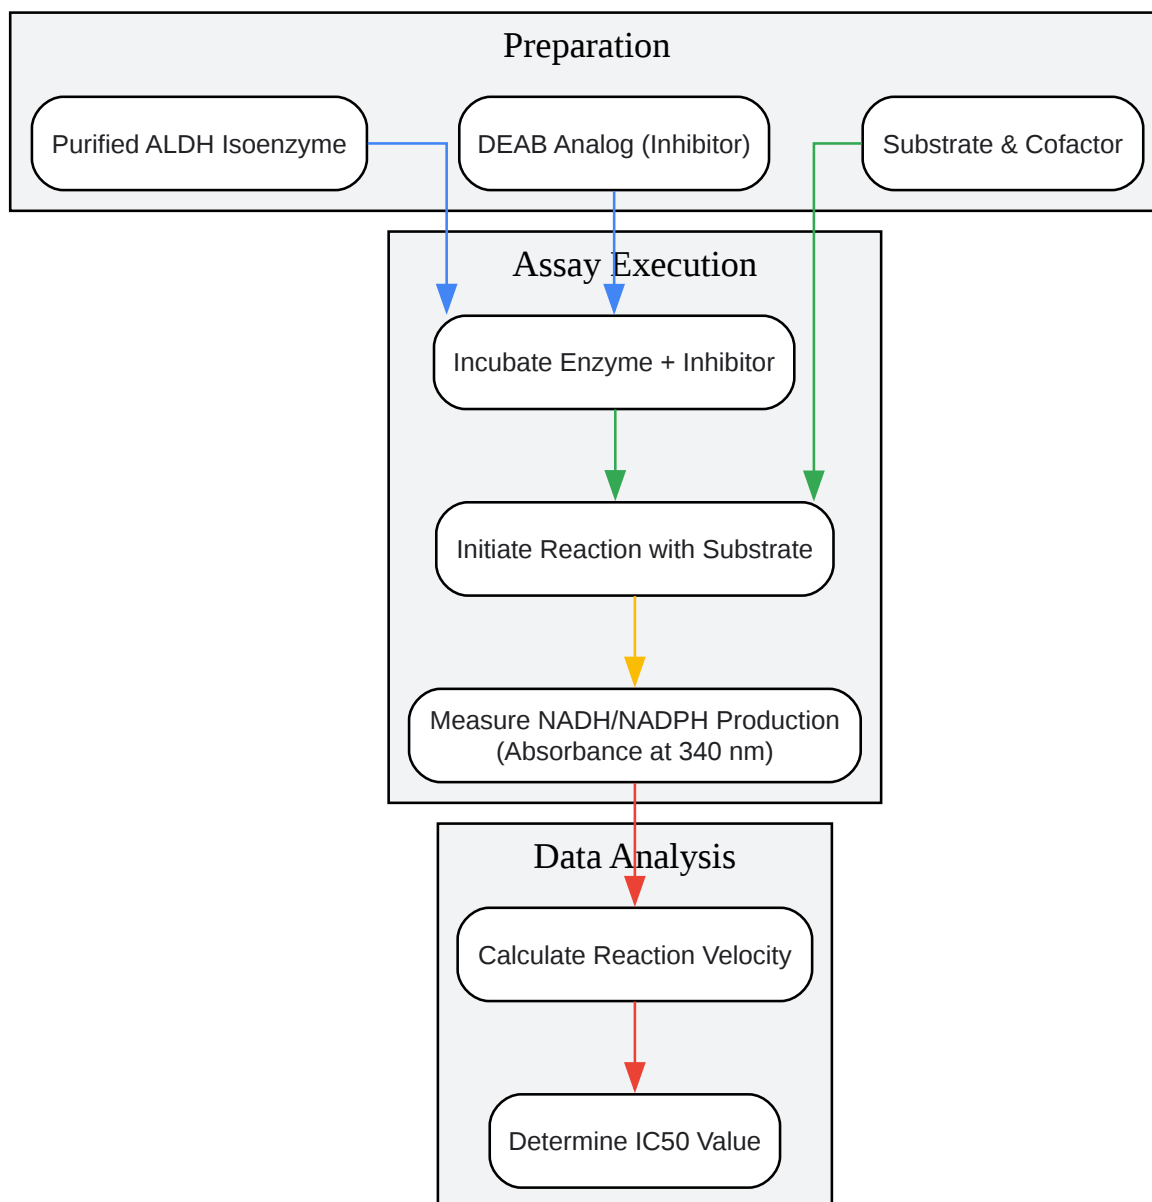 Preparation
Purified ALDH Isoenzyme
DEAB Analog (Inhibitor)
Substrate & Cofactor
Assay Execution
Incubate Enzyme + Inhibitor
Initiate Reaction with Substrate
Measure NADH/NADPH Production
(Absorbance at 340 nm)
Data Analysis
Calculate Reaction Velocity
Determine IC50 Value